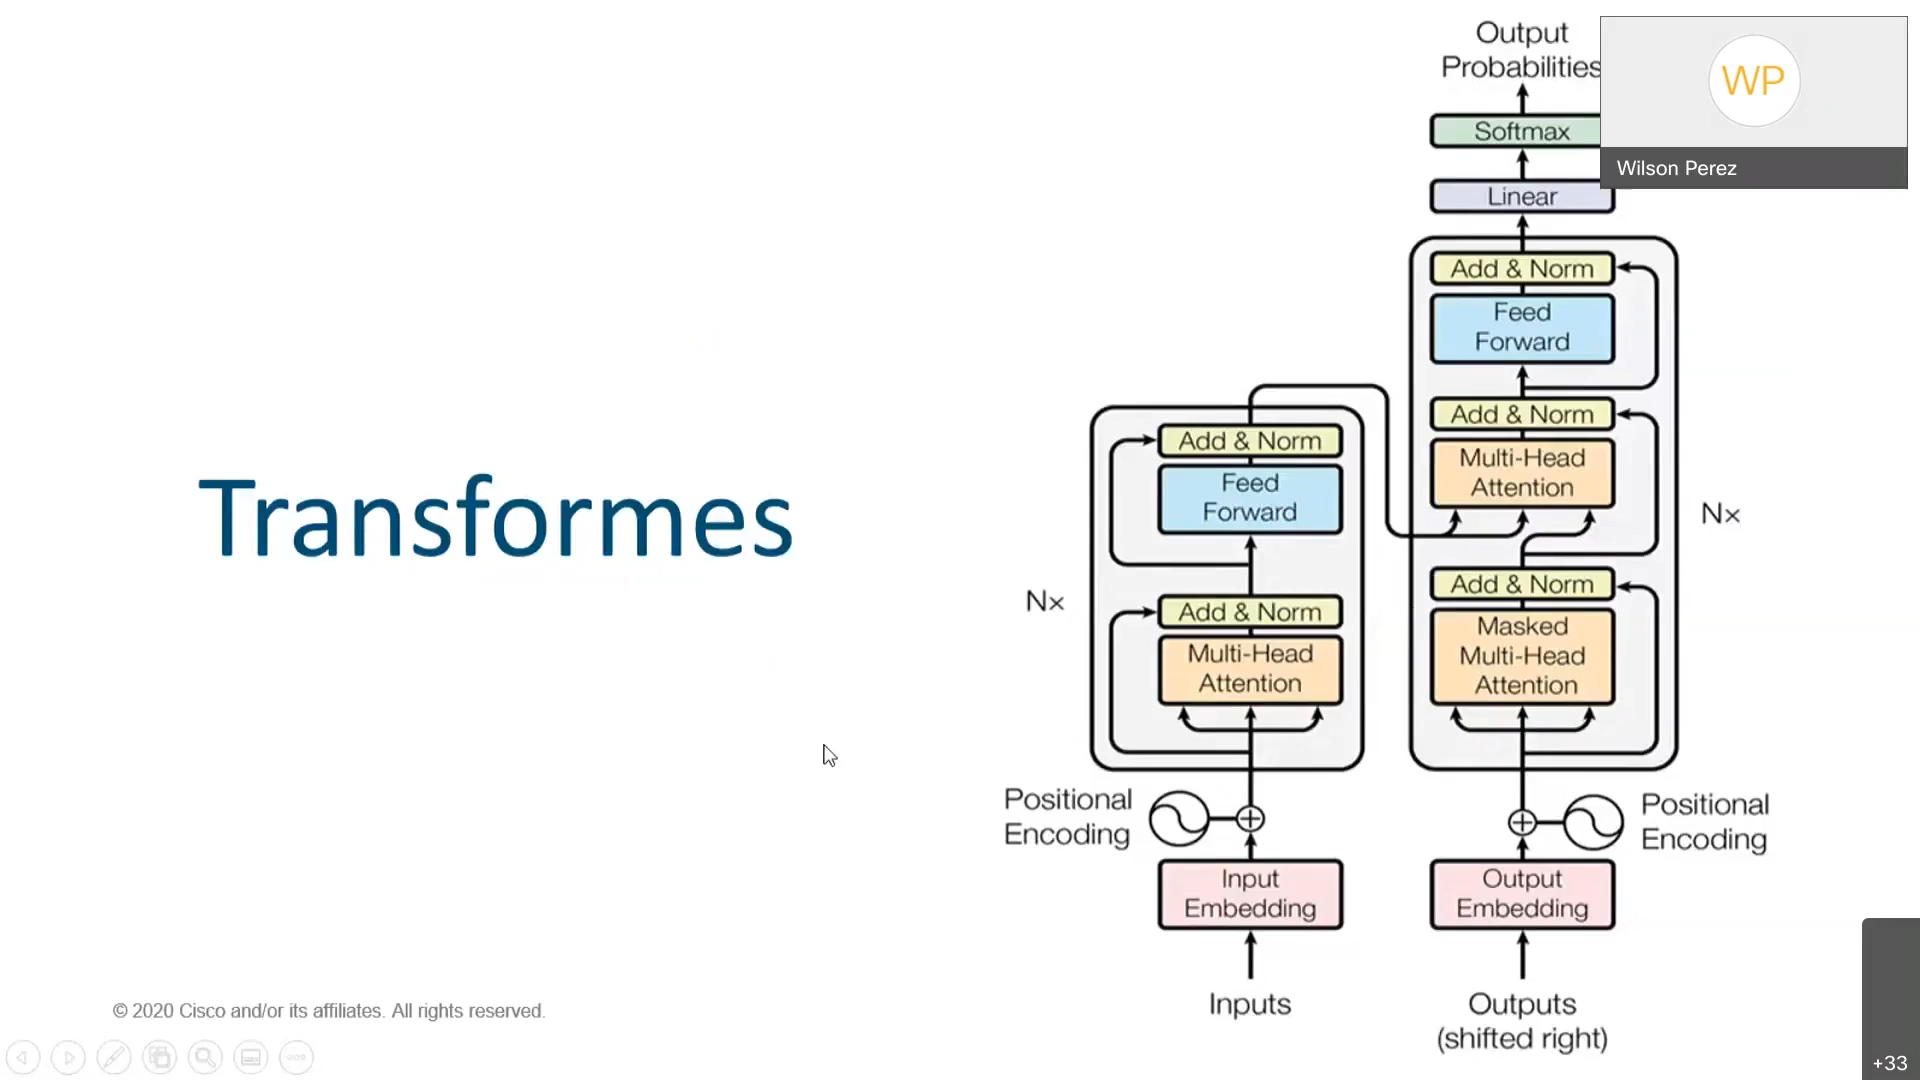 Transformes
Output
Probabilities
Softmax
Linear
Add & Norm
Feed
Forward
Add & Norm
Multi-Head
Attention
Nx
Add & Norm
Masked
Multi-Head
Attention
Positional
Encoding
Output
Embedding
Outputs
(shifted right)
Add & Norm
Feed
Forward
Nx
Add & Norm
Multi-Head
Attention
Positional
Encoding
Input
Embedding
Inputs
WP
Wilson Perez
© 2020 Cisco and/or its affiliates. All rights reserved.
+33